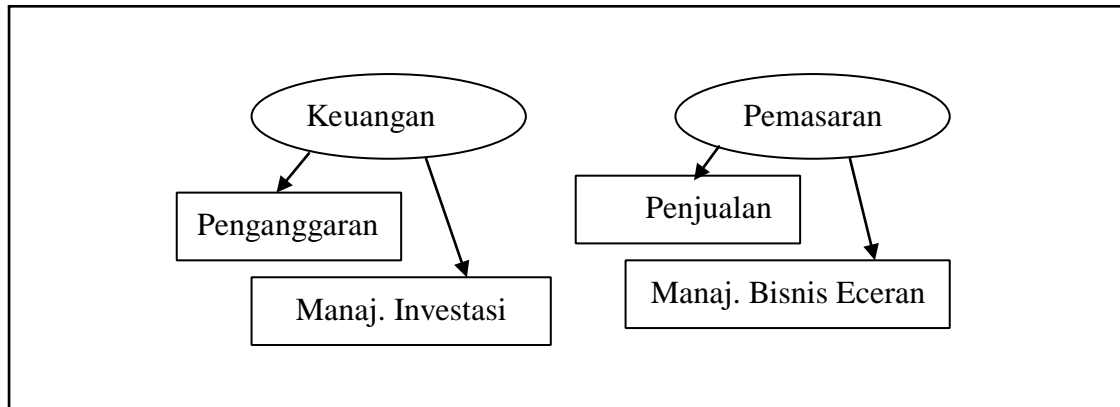 Keuangan
Pemasaran
Penganggaran
Penjualan
Manaj. Investasi
Manaj. Bisnis Eceran